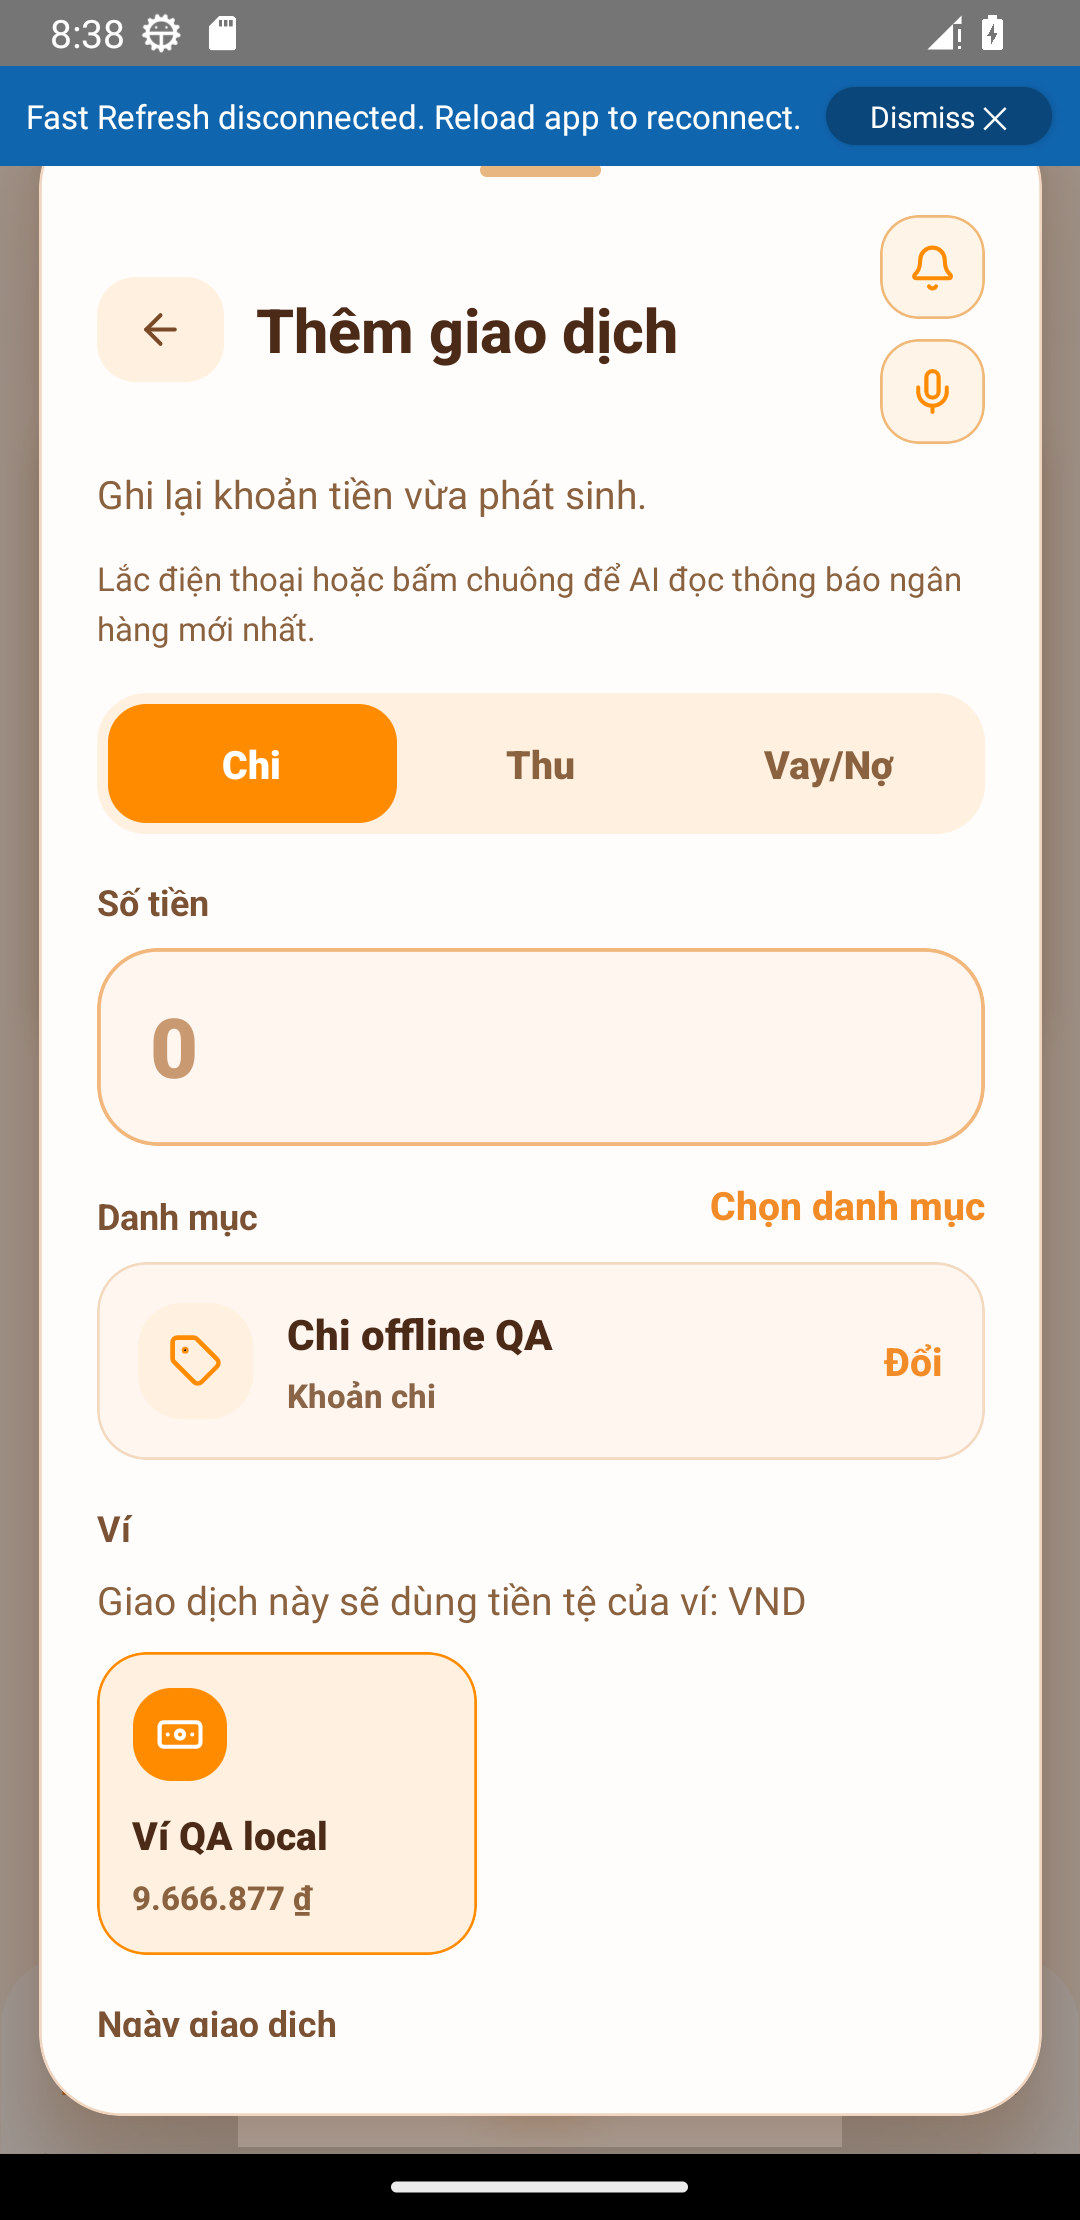 8:38
Fast Refresh disconnected. Reload app to reconnect.
Dismiss
Thêm giao dịch
Ghi lại khoản tiền vừa phát sinh.
Lắc điện thoại hoặc bấm chuông để AI đọc thông báo ngân
hàng mới nhất.
Chi
Thu
Vay/Nợ
Số tiền
0
Danh mục
Chọn danh mục
Chi offline QA
Khoản chi
Đổi
Ví
Giao dịch này sẽ dùng tiền tệ của ví: VND
Ví QA local
9.666.877 ₫
Ngày giao dịch